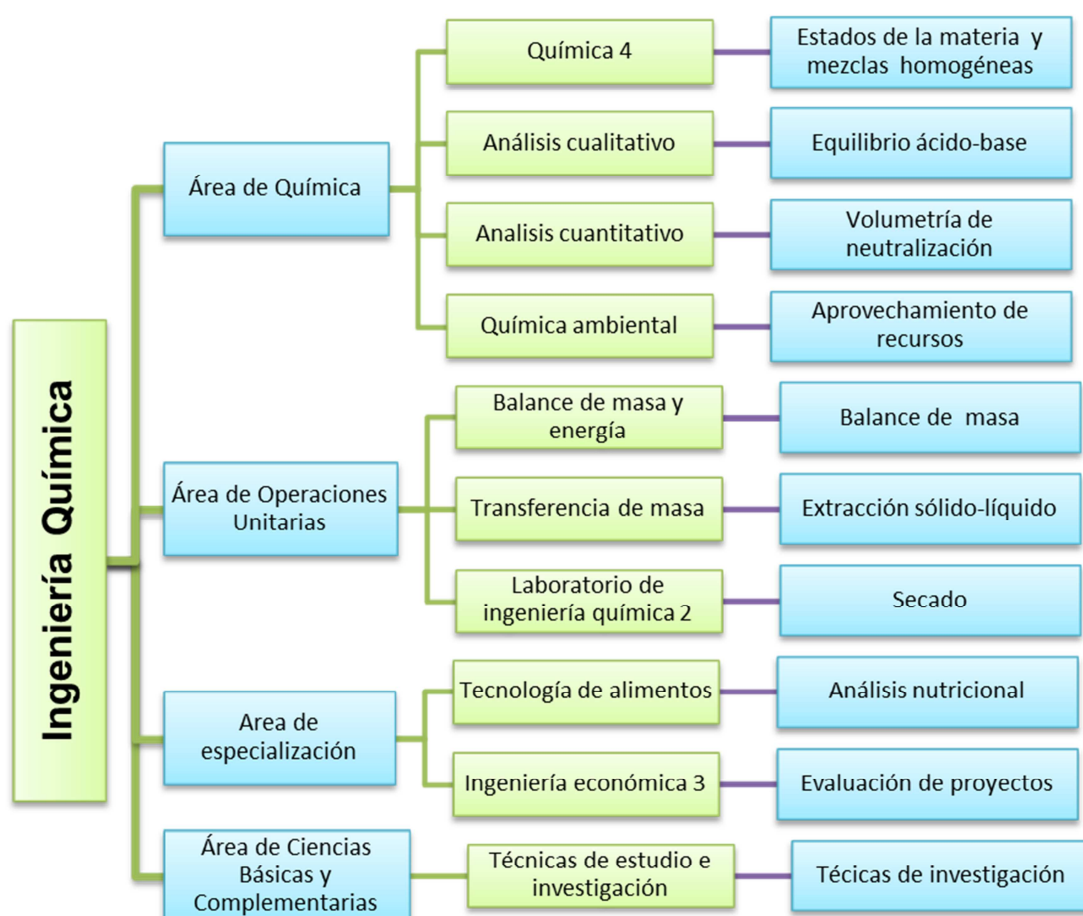 Ingeniería Química
Área de Química
Química 4
Estados de la materia y
mezclas homogéneas
Análisis cualitativo
Equilibrio ácido-base
Analisis cuantitativo
Volumetría de
neutralización
Química ambiental
Aprovechamiento de
recursos
Área de Operaciones
Unitarias
Balance de masa y
energía
Balance de masa
Transferencia de masa
Extracción sólido-líquido
Laboratorio de
ingeniería química 2
Secado
Area de
especialización
Tecnología de alimentos
Análisis nutricional
Ingeniería económica 3
Evaluación de proyectos
Área de Ciencias
Básicas y
Complementarias
Técnicas de estudio e
investigación
Técicas de investigación